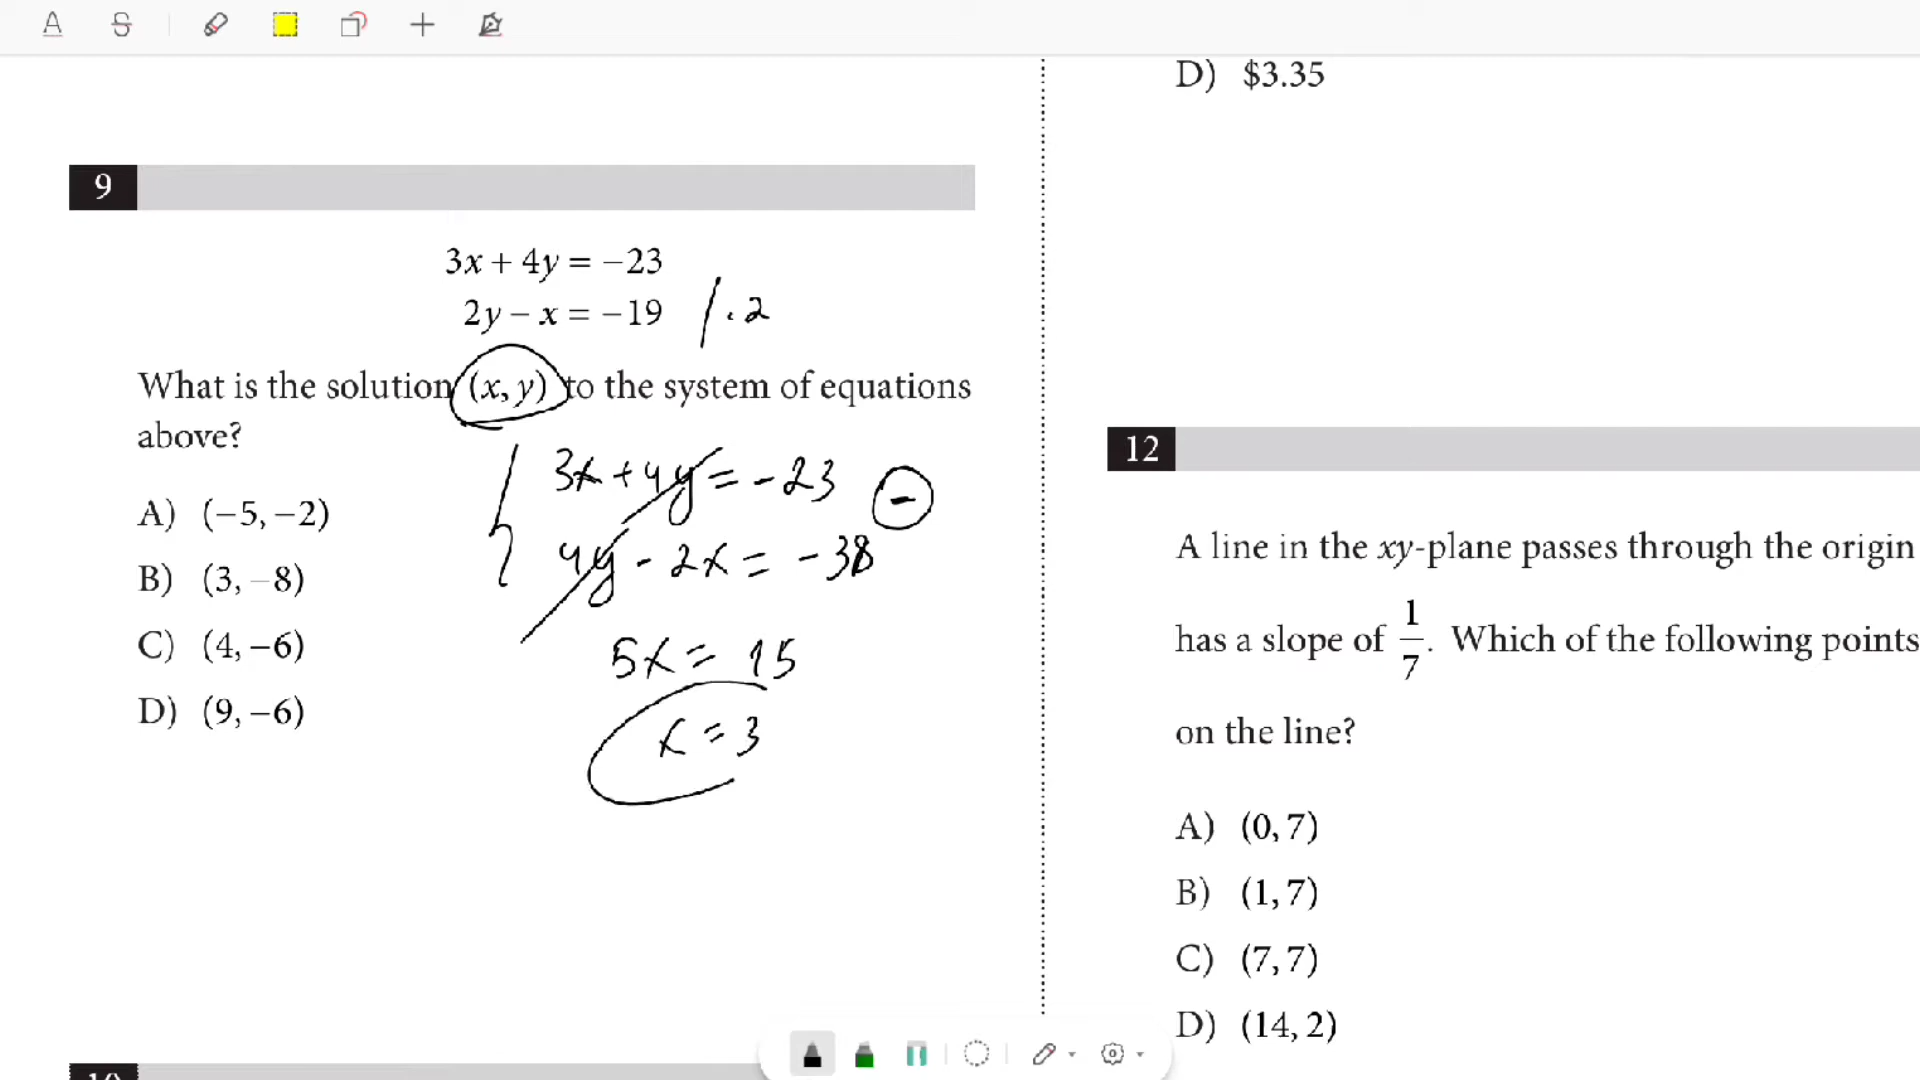 D) $3.35
9
3x + 4y = −23
2y − x = −19 / . 2
What is the solution (x, y) to the system of equations
above?
3x + 4y = - 23 -
4y - 2x = - 38
5x = 15
x = 3
A) (−5, −2)
B) (3, −8)
C) (4, −6)
D) (9, −6)
12
A line in the xy-plane passes through the origin
has a slope of 1/7. Which of the following points
on the line?
A) (0, 7)
B) (1, 7)
C) (7, 7)
D) (14, 2)